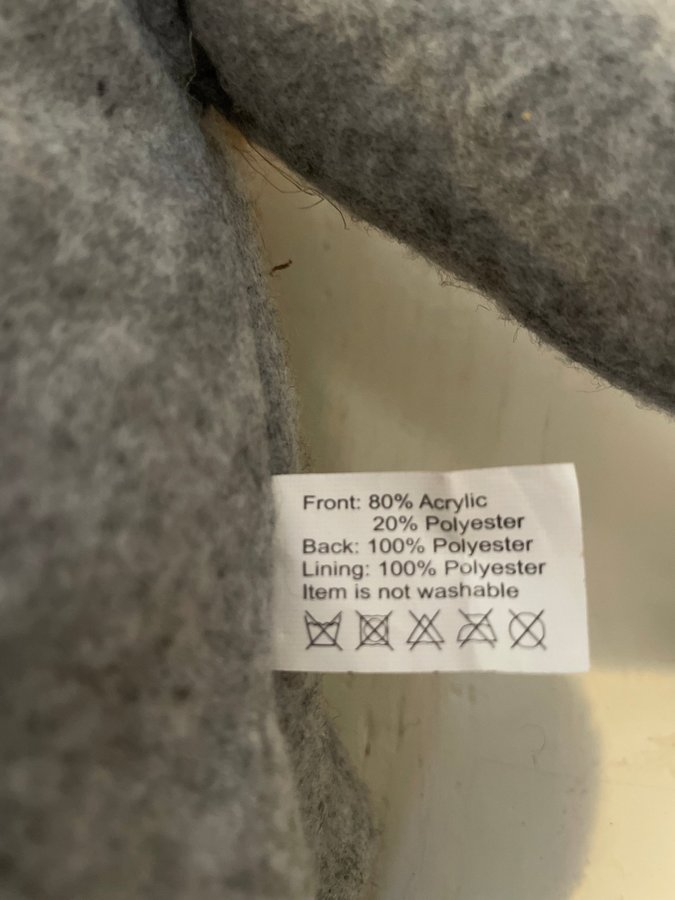 Front: 80% Acrylic
20% Polyester
Back: 100% Polyester
Lining: 100% Polyester
Item is not washable